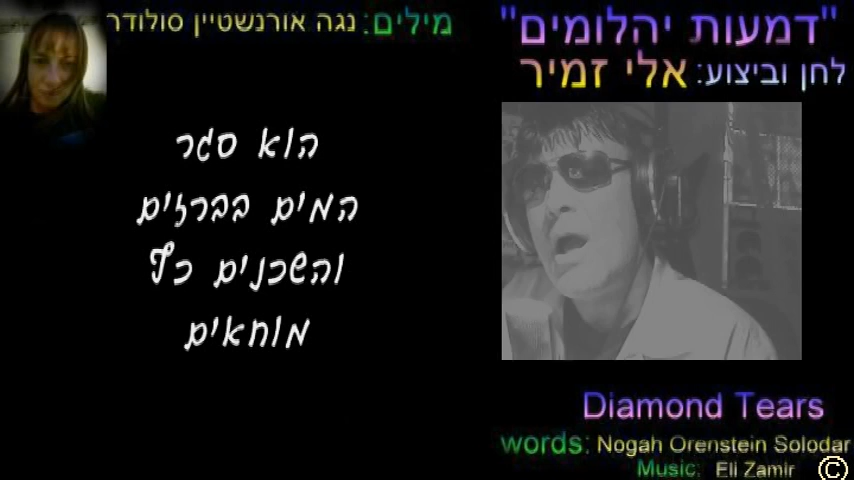 "דמעות יהלומים"
לחן וביצוע: אלי זמיר
מילים: נגה אורנשטיין סולודר
הוא סגר
המים בברזים
והשכנים כף
מוחאים
Diamond Tears
words: Nogah Orenstein Solodar
Music: Eli Zamir
©